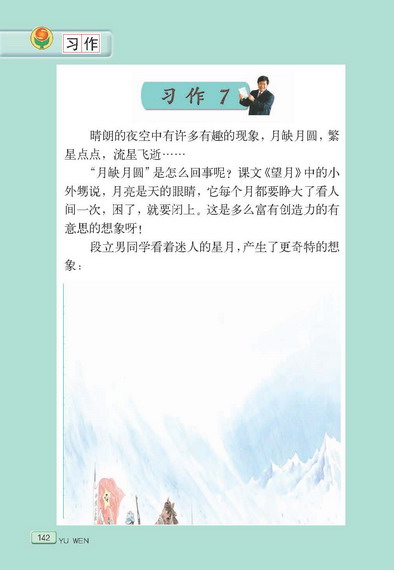 习作
习作 7
晴朗的夜空中有许多有趣的现象，月缺月圆，繁
星点点，流星飞逝……
“月缺月圆”是怎么回事呢？课文《望月》中的小
外甥说，月亮是天的眼睛，它每个月都要睁大了看人
间一次，困了，就要闭上。这是多么富有创造力的有
意思的想象呀！
段立男同学看着迷人的星月，产生了更奇特的想
象：
142
YU WEN